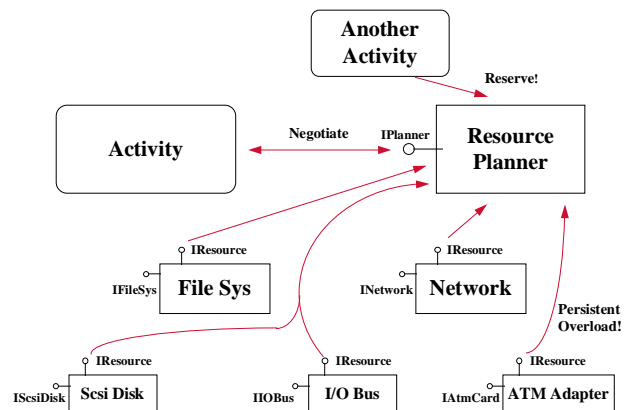 Another
Activity
Reserve!
Activity
Negotiate
IPlanner
Resource
Planner
IResource
IFileSys
File Sys
IResource
INetwork
Network
Persistent
Overload!
IResource
IScsiDisk
Scsi Disk
IResource
IIOBus
I/O Bus
IResource
IAtmCard
ATM Adapter